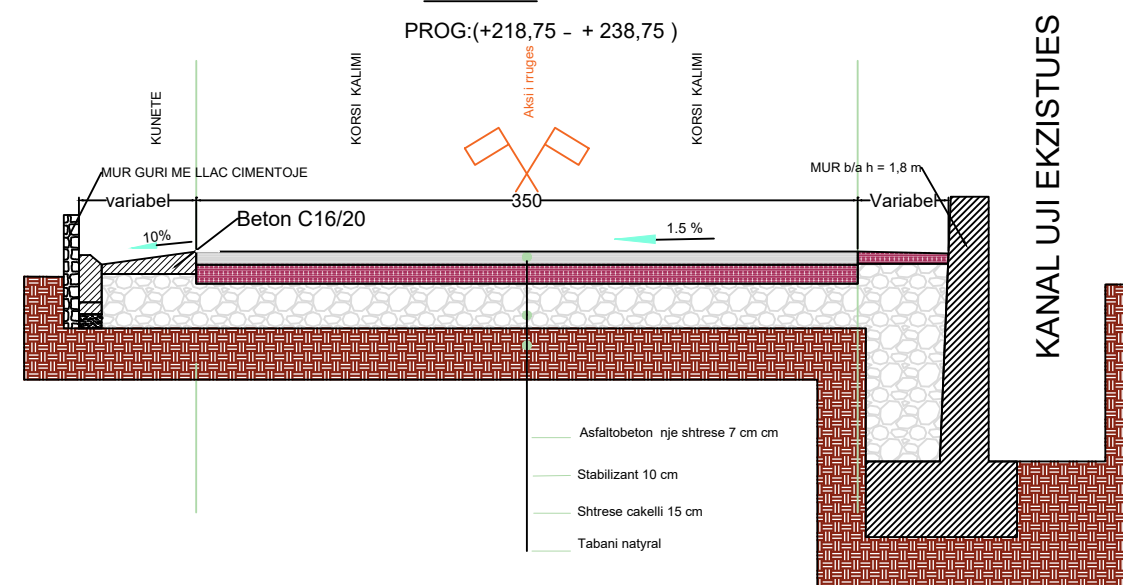 PROG:(+218,75 - + 238,75 )
KANAL UJI EKZISTUES
KUNETE
KORSI KALIMI
Aksi i rruges
KORSI KALIMI
MUR GURI ME LLAC CIMENTOJE
MUR b/a h = 1,8 m
variabel
350
Variabel
Beton C16/20
10%
1.5 %
Asfaltobeton nje shtrese 7 cm cm
Stabilizant 10 cm
Shtrese cakelli 15 cm
Tabani natyral